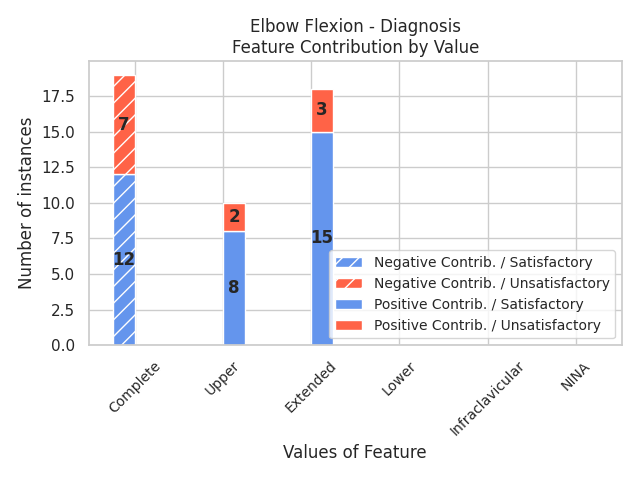 Elbow Flexion - Diagnosis
Feature Contribution by Value
Number of instances
17.5
15.0
12.5
10.0
7.5
5.0
2.5
0.0
7
12
2
8
3
15
Negative Contrib. / Satisfactory
Negative Contrib. / Unsatisfactory
Positive Contrib. / Satisfactory
Positive Contrib. / Unsatisfactory
Complete
Upper
Extended
Lower
Infraclavicular
NINA
Values of Feature